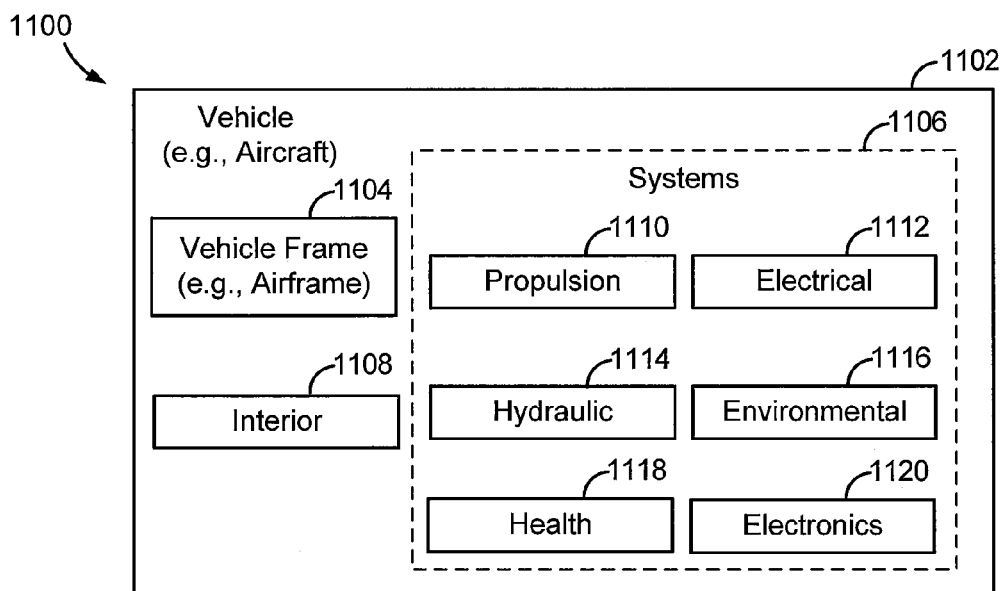 1100
1102
Vehicle
(e.g., Aircraft)
1106
Systems
1104
Vehicle Frame
(e.g., Airframe)
1110
Propulsion
1112
Electrical
1108
Interior
1114
Hydraulic
1116
Environmental
1118
Health
1120
Electronics